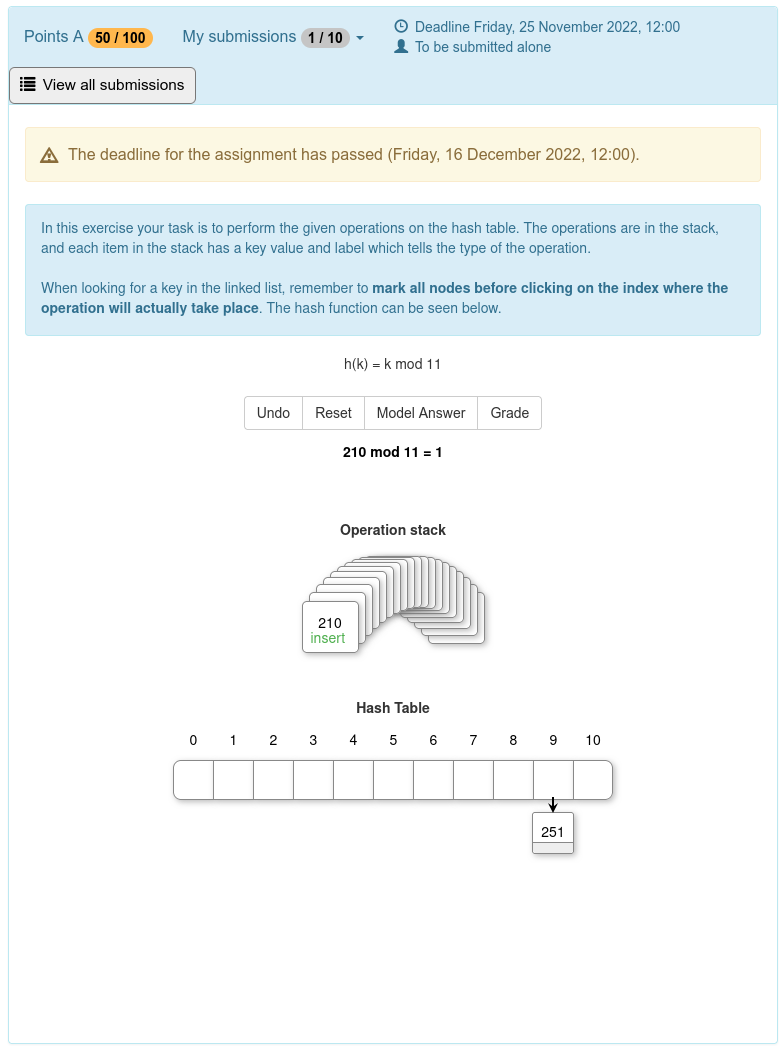 Points A 50 / 100 My submissions 1 / 10 Deadline Friday, 25 November 2022, 12:00
To be submitted alone
View all submissions
The deadline for the assignment has passed (Friday, 16 December 2022, 12:00).
In this exercise your task is to perform the given operations on the hash table. The operations are in the stack,
and each item in the stack has a key value and label which tells the type of the operation.
When looking for a key in the linked list, remember to mark all nodes before clicking on the index where the
operation will actually take place. The hash function can be seen below.
h(k) = k mod 11
Undo Reset Model Answer Grade
210 mod 11 = 1
Operation stack
210
insert
Hash Table
0 1 2 3 4 5 6 7 8 9 10
251